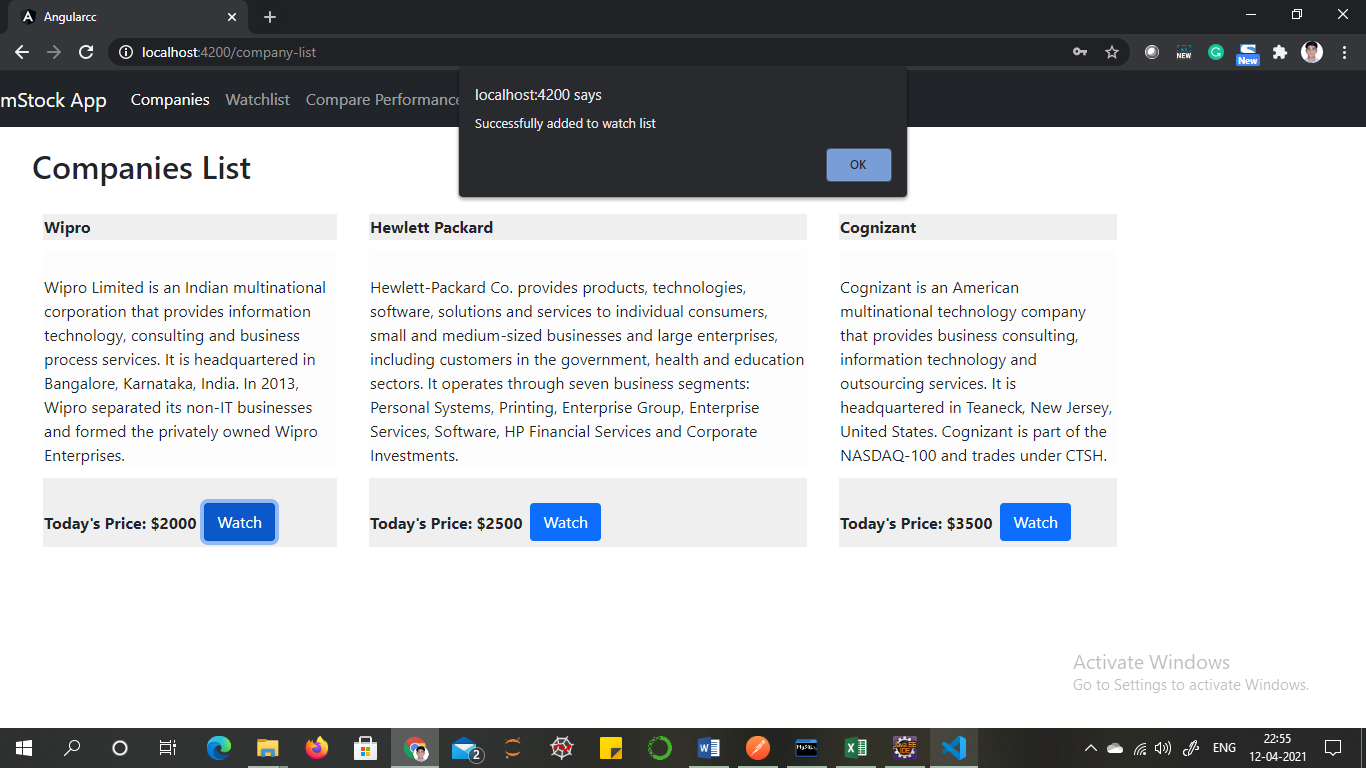 Angularcc
localhost:4200/company-list
NEW
New
mStock App Companies Watchlist Compare Performance
localhost:4200 says
Successfully added to watch list
OK
Companies List
Wipro
Wipro Limited is an Indian multinational
corporation that provides information
technology, consulting and business
process services. It is headquartered in
Bangalore, Karnataka, India. In 2013,
Wipro separated its non-IT businesses
and formed the privately owned Wipro
Enterprises.
Today's Price: $2000 Watch
Hewlett Packard
Hewlett-Packard Co. provides products, technologies,
software, solutions and services to individual consumers,
small and medium-sized businesses and large enterprises,
including customers in the government, health and education
sectors. It operates through seven business segments:
Personal Systems, Printing, Enterprise Group, Enterprise
Services, Software, HP Financial Services and Corporate
Investments.
Today's Price: $2500 Watch
Cognizant
Cognizant is an American
multinational technology company
that provides business consulting,
information technology and
outsourcing services. It is
headquartered in Teaneck, New Jersey,
United States. Cognizant is part of the
NASDAQ-100 and trades under CTSH.
Today's Price: $3500 Watch
Activate Windows
Go to Settings to activate Windows.
2
ENG
22:55
12-04-2021